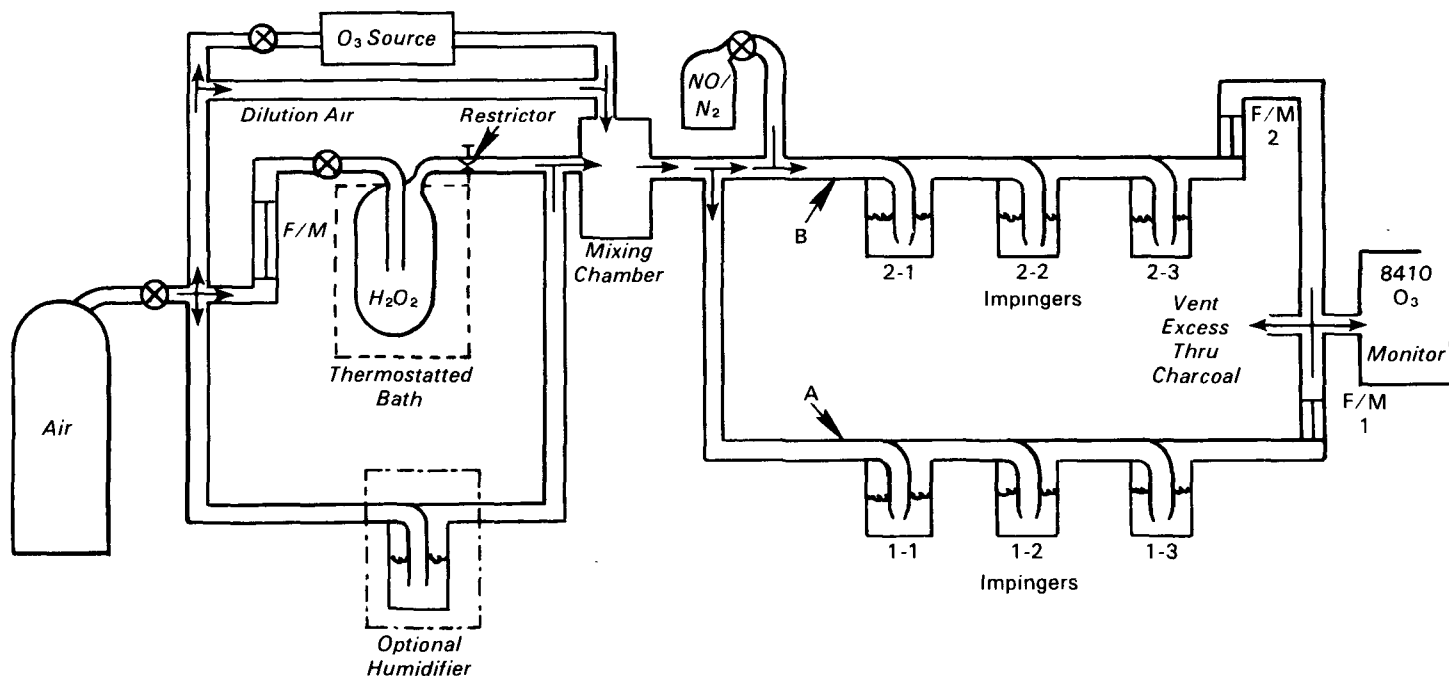 O3 Source
Dilution Air
Restrictor
NO/
N2
F/M
2
F/M
H2O2
Mixing
Chamber
B
2-1
2-2
2-3
Impingers
Vent
Excess
Thru
Charcoal
8410
O3
Monitor
Thermostatted
Bath
Air
A
F/M
1
1-1
1-2
1-3
Impingers
Optional
Humidifier